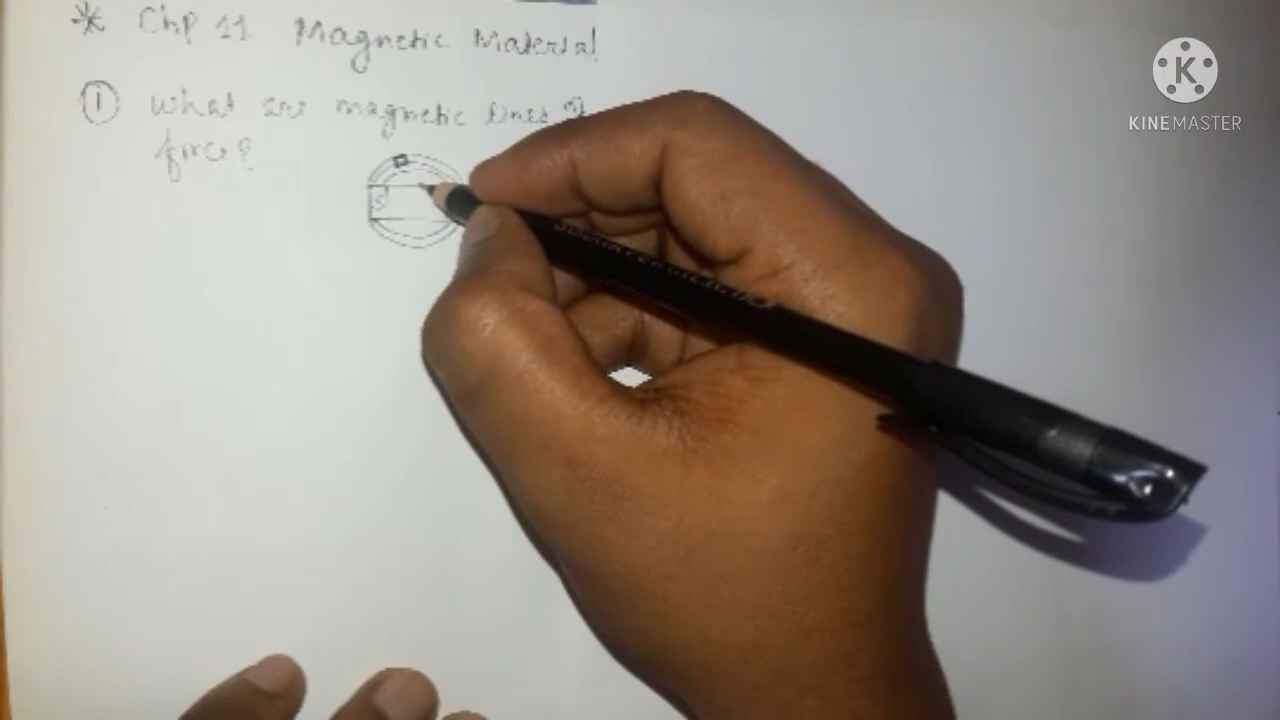 * Chp 11 Magnetic Material
① What are magnetic lines of
force?
S
K
KINEMASTER